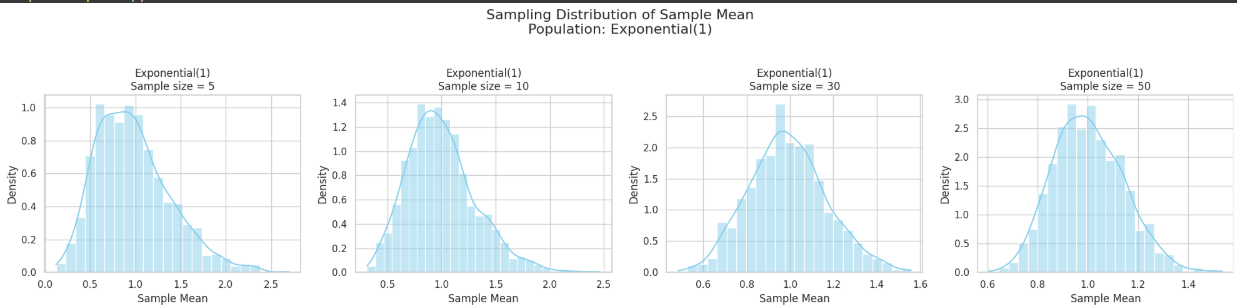 Sampling Distribution of Sample Mean
Population: Exponential(1)
Exponential(1)
Sample size = 5
1.0
0.8
0.6
0.4
0.2
0.0
Density
0.0 0.5 1.0 1.5 2.0 2.5
Sample Mean
Exponential(1)
Sample size = 10
1.4
1.2
1.0
0.8
0.6
0.4
0.2
0.0
Density
0.5 1.0 1.5 2.0 2.5
Sample Mean
Exponential(1)
Sample size = 30
2.5
2.0
1.5
1.0
0.5
0.0
Density
0.6 0.8 1.0 1.2 1.4 1.6
Sample Mean
Exponential(1)
Sample size = 50
3.0
2.5
2.0
1.5
1.0
0.5
0.0
Density
0.6 0.8 1.0 1.2 1.4
Sample Mean